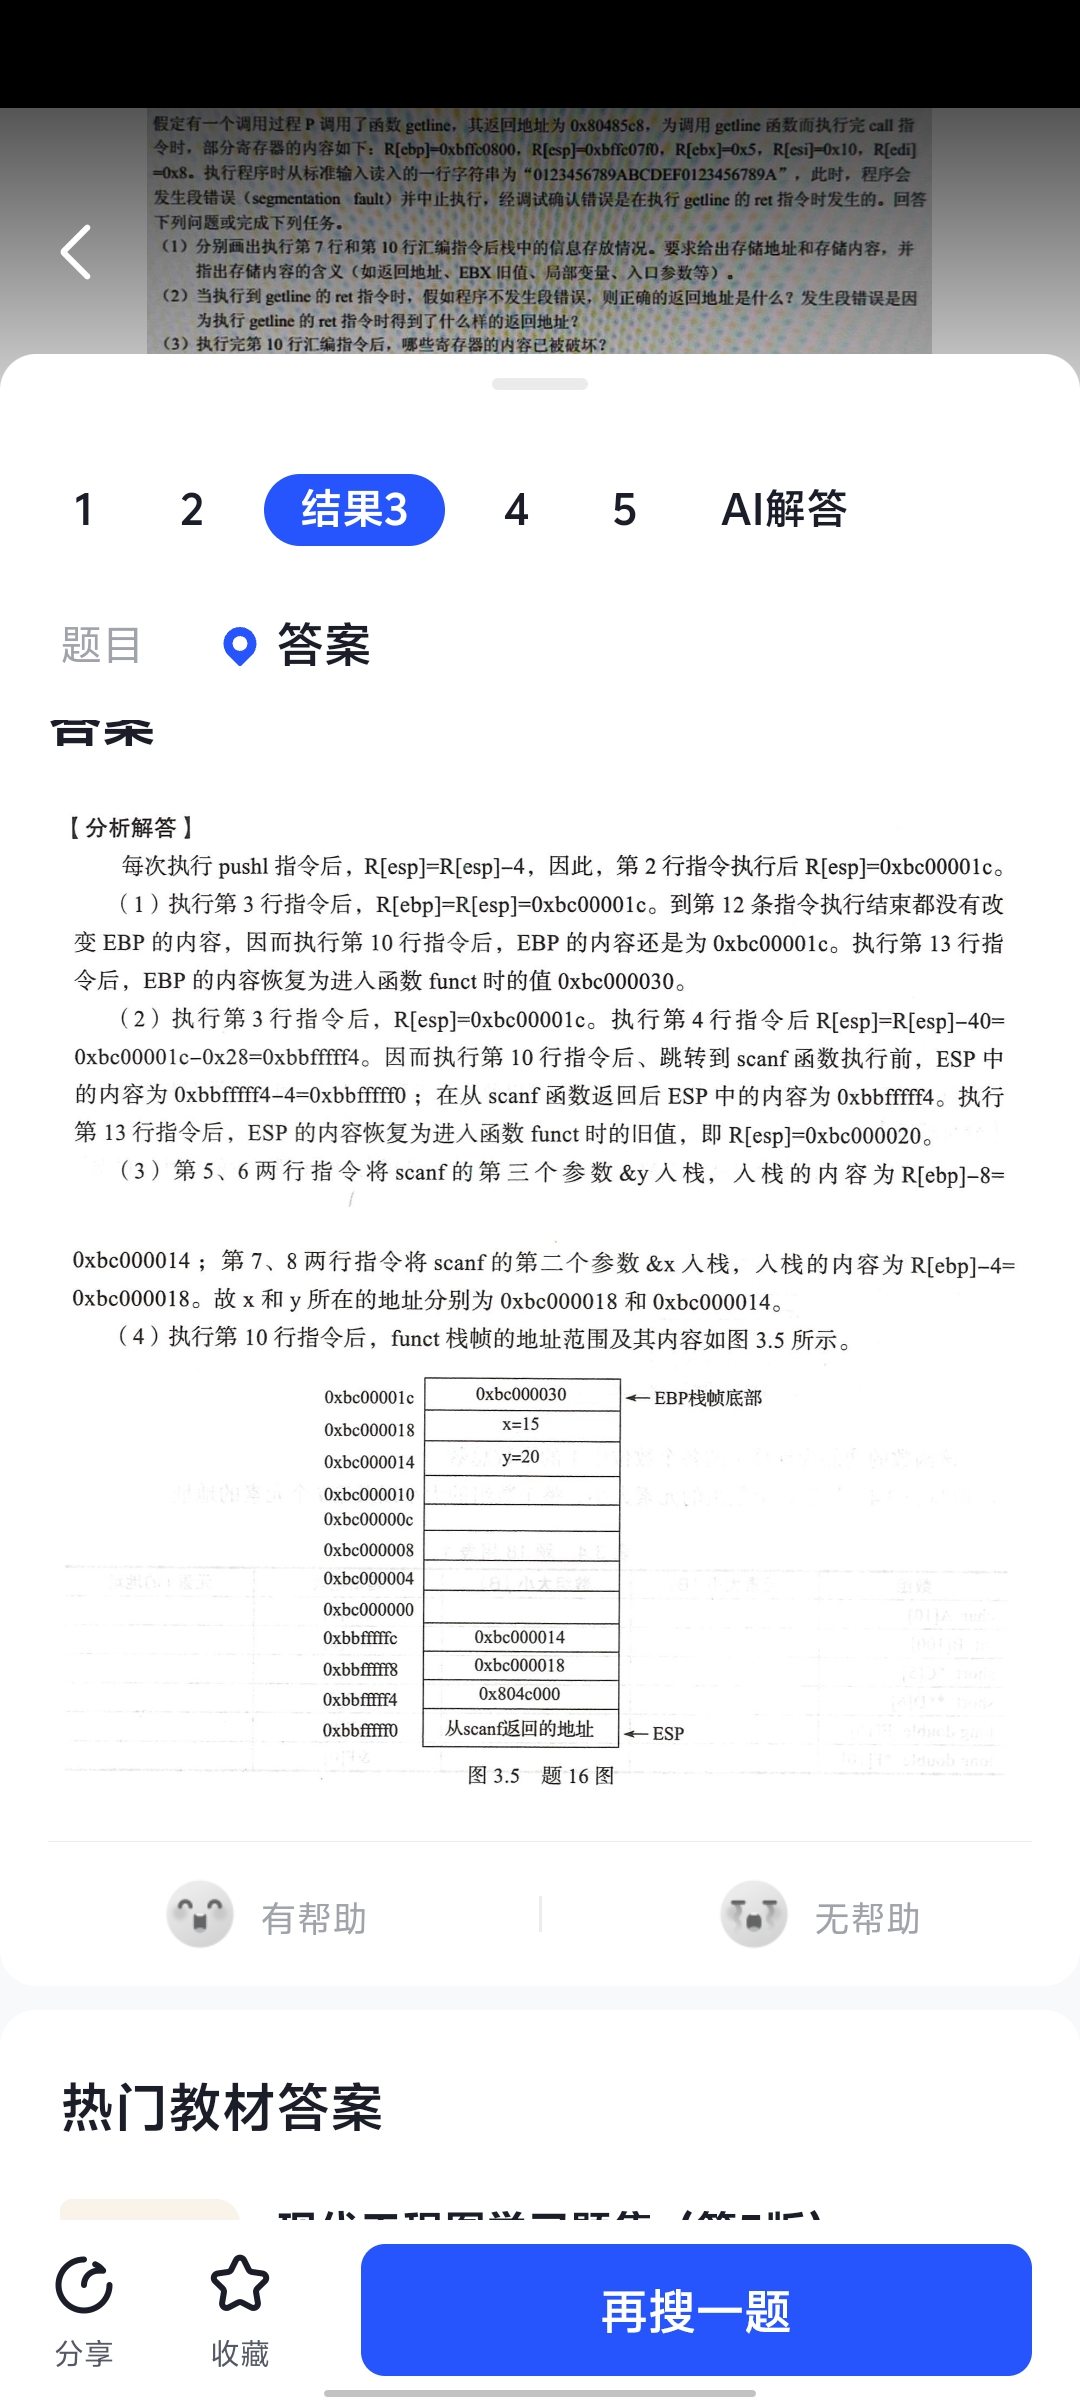 假定有一个调用过程 P 调用了函数 getline，其返回地址为 0x80485c8，为调用 getline 函数而执行完 call 指
令时，部分寄存器的内容如下：R[ebp]=0xbffc0800，R[esp]=0xbffc07f0，R[ebx]=0x5，R[esi]=0x10，R[edi]
=0x8。执行程序时从标准输入读入的一行字符串为“0123456789ABCDEF0123456789A”，此时，程序会
发生段错误（segmentation fault）并中止执行，经调试确认错误是在执行 getline 的 ret 指令时发生的。回答
下列问题或完成下列任务。
（1）分别画出执行第 7 行和第 10 行汇编指令后栈中的信息存放情况。要求给出存储地址和存储内容，并
指出存储内容的含义（如返回地址、EBX 旧值、局部变量、入口参数等）。
（2）当执行到 getline 的 ret 指令时，假如程序不发生段错误，则正确的返回地址是什么？发生段错误是因
为执行 getline 的 ret 指令时得到了什么样的返回地址？
（3）执行完第 10 行汇编指令后，哪些寄存器的内容已被破坏？
1 2 结果3 4 5 AI解答
题目 答案
答案
【分析解答】
每次执行 pushl 指令后，R[esp]=R[esp]–4，因此，第 2 行指令执行后 R[esp]=0xbc00001c。
（1）执行第 3 行指令后，R[ebp]=R[esp]=0xbc00001c。到第 12 条指令执行结束都没有改
变 EBP 的内容，因而执行第 10 行指令后，EBP 的内容还是为 0xbc00001c。执行第 13 行指
令后，EBP 的内容恢复为进入函数 funct 时的值 0xbc000030。
（2）执行第 3 行指令后，R[esp]=0xbc00001c。执行第 4 行指令后 R[esp]=R[esp]–40=
0xbc00001c–0x28=0xbbfffff4。因而执行第 10 行指令后、跳转到 scanf 函数执行前，ESP 中
的内容为 0xbbfffff4–4=0xbbfffff0；在从 scanf 函数返回后 ESP 中的内容为 0xbbfffff4。执行
第 13 行指令后，ESP 的内容恢复为进入函数 funct 时的旧值，即 R[esp]=0xbc000020。
（3）第 5、6 两行指令将 scanf 的第三个参数 &y 入栈，入栈的内容为 R[ebp]–8=
0xbc000014；第 7、8 两行指令将 scanf 的第二个参数 &x 入栈，入栈的内容为 R[ebp]–4=
0xbc000018。故 x 和 y 所在的地址分别为 0xbc000018 和 0xbc000014。
（4）执行第 10 行指令后，funct 栈帧的地址范围及其内容如图 3.5 所示。
0xbc00001c 0xbc000030 EBP栈帧底部
0xbc000018 x=15
0xbc000014 y=20
0xbc000010
0xbc00000c
0xbc000008
0xbc000004
0xbc000000
0xbbfffffc 0xbc000014
0xbbfffff8 0xbc000018
0xbbfffff4 0x804c000
0xbbfffff0 从scanf返回的地址 ESP
图 3.5 题 16 图
有帮助 无帮助
热门教材答案
分享 收藏 再搜一题